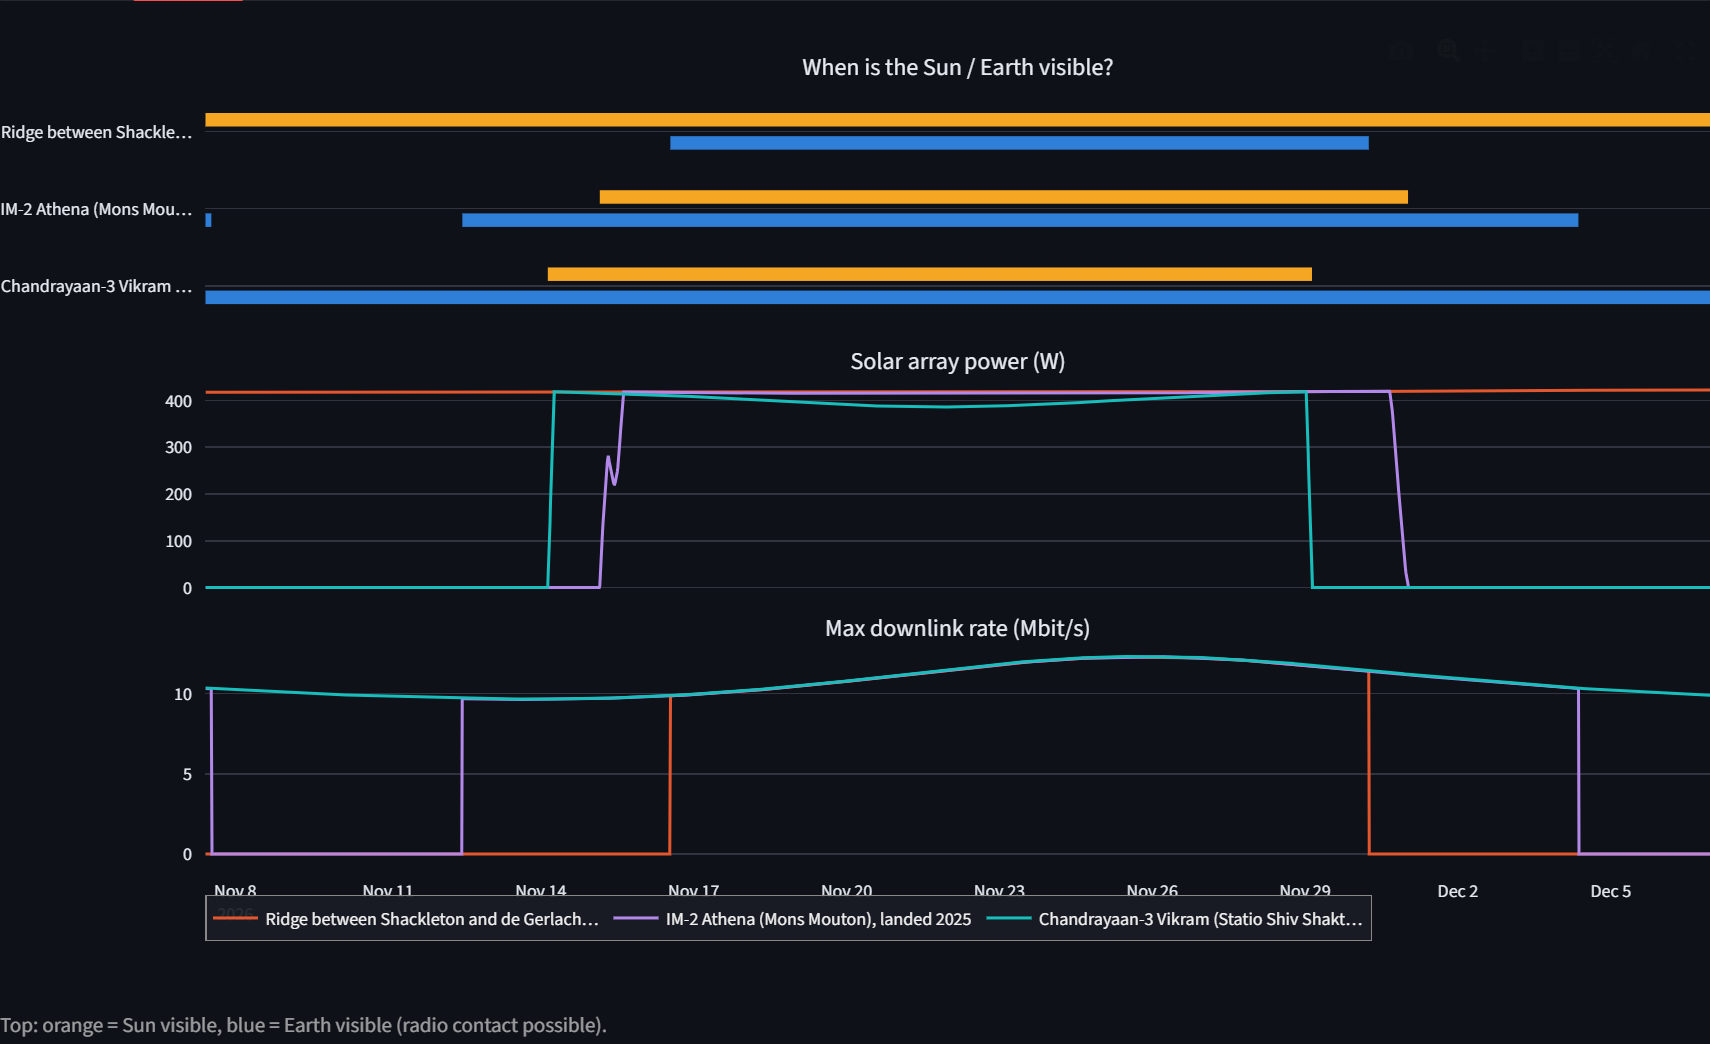 When is the Sun / Earth visible?
Ridge between Shackle…
IM-2 Athena (Mons Mou…
Chandrayaan-3 Vikram …
Solar array power (W)
400
300
200
100
0
Max downlink rate (Mbit/s)
10
5
0
Nov 8 Nov 11 Nov 14 Nov 17 Nov 20 Nov 23 Nov 26 Nov 29 Dec 2 Dec 5
2026
Ridge between Shackleton and de Gerlach… IM-2 Athena (Mons Mouton), landed 2025 Chandrayaan-3 Vikram (Statio Shiv Shakt…
Top: orange = Sun visible, blue = Earth visible (radio contact possible).